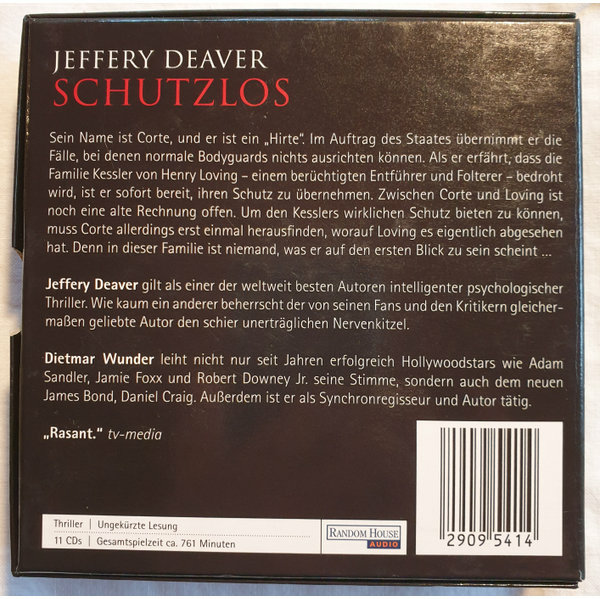 JEFFERY DEAVER
SCHUTZLOS
Sein Name ist Corte, und er ist ein „Hirte“. Im Auftrag des Staates übernimmt er die
Fälle, bei denen normale Bodyguards nichts ausrichten können. Als er erfährt, dass die
Familie Kessler von Henry Loving – einem berüchtigten Entführer und Folterer – bedroht
wird, ist er sofort bereit, ihren Schutz zu übernehmen. Zwischen Corte und Loving ist
noch eine alte Rechnung offen. Um den Kesslers wirklichen Schutz bieten zu können,
muss Corte allerdings erst einmal herausfinden, worauf Loving es eigentlich abgesehen
hat. Denn in dieser Familie ist niemand, was er auf den ersten Blick zu sein scheint ...
Jeffery Deaver gilt als einer der weltweit besten Autoren intelligenter psychologischer
Thriller. Wie kaum ein anderer beherrscht der von seinen Fans und den Kritikern gleicher-
maßen geliebte Autor den schier unerträglichen Nervenkitzel.
Dietmar Wunder leiht nicht nur seit Jahren erfolgreich Hollywoodstars wie Adam
Sandler, Jamie Foxx und Robert Downey Jr. seine Stimme, sondern auch dem neuen
James Bond, Daniel Craig. Außerdem ist er als Synchronregisseur und Autor tätig.
„Rasant.“ tv-media
Thriller | Ungekürzte Lesung
11 CDs | Gesamtspielzeit ca. 761 Minuten
RANDOM HOUSE
AUDIO
2909 5414